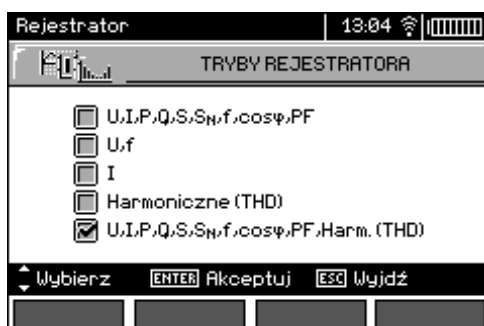 Rejestrator 13:04
TRYBY REJESTRATORA
U,I,P,Q,S,Sₙ,f,cosφ,PF
U,f
I
Harmoniczne (THD)
U,I,P,Q,S,Sₙ,f,cosφ,PF,Harm. (THD)
Wybierz ENTER Akceptuj ESC Wyjdź